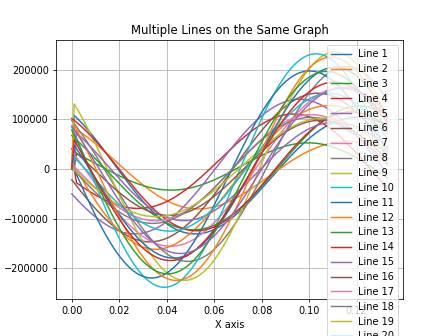 Multiple Lines on the Same Graph
Line 1
Line 2
Line 3
Line 4
Line 5
Line 6
Line 7
Line 8
Line 9
Line 10
Line 11
Line 12
Line 13
Line 14
Line 15
Line 16
Line 17
Line 18
Line 19
Line 20
200000
100000
0
−100000
−200000
0.00 0.02 0.04 0.06 0.08 0.10
X axis